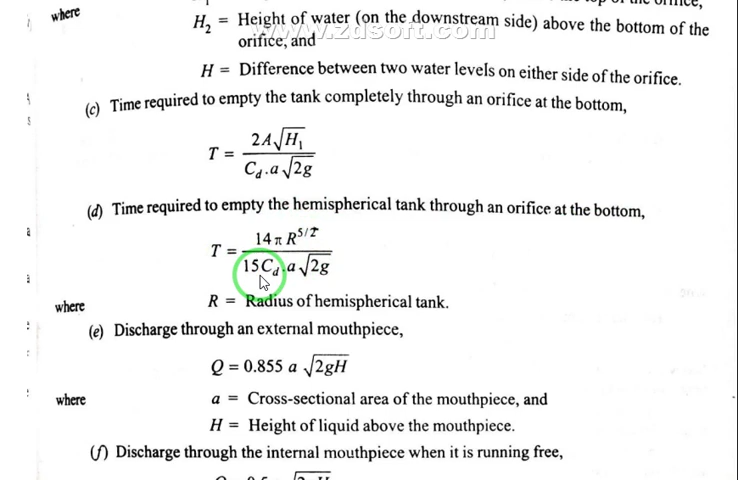 where
H₂ = Height of water (on the downstream side) above the bottom of the
www.zdsoft.com
orifice, and
H = Difference between two water levels on either side of the orifice.
(c) Time required to empty the tank completely through an orifice at the bottom,
T = 2A√H₁ / C_d . a √2g
(d) Time required to empty the hemispherical tank through an orifice at the bottom,
T = 14 π R^5/2 / 15C_d . a √2g
where R = Radius of hemispherical tank.
(e) Discharge through an external mouthpiece,
Q = 0.855 a √2gH
where a = Cross-sectional area of the mouthpiece, and
H = Height of liquid above the mouthpiece.
(f) Discharge through the internal mouthpiece when it is running free,